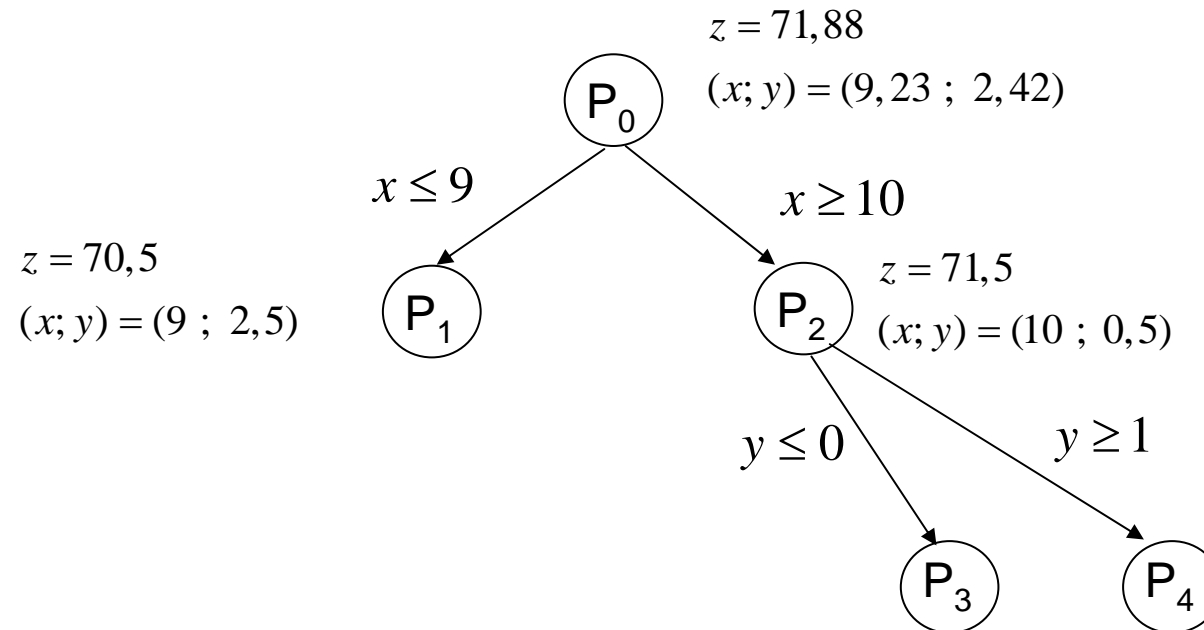 z = 71,88
(x; y) = (9,23 ; 2,42)
P₀
x ≤ 9
x ≥ 10
z = 70,5
(x; y) = (9 ; 2,5)
P₁
P₂
z = 71,5
(x; y) = (10 ; 0,5)
y ≤ 0
y ≥ 1
P₃
P₄